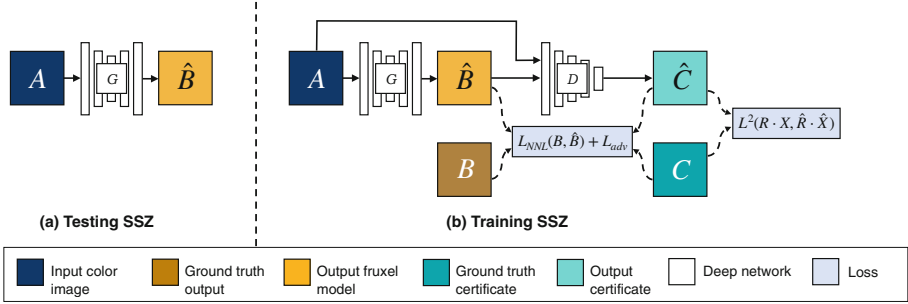 A
G
B̂
A
G
B̂
D
Ĉ
L²(R · X, R̂ · X̂)
L_NNL(B, B̂) + L_adv
B
C
(a) Testing SSZ
(b) Training SSZ
Input color image
Ground truth output
Output fruxel model
Ground truth certificate
Output certificate
Deep network
Loss